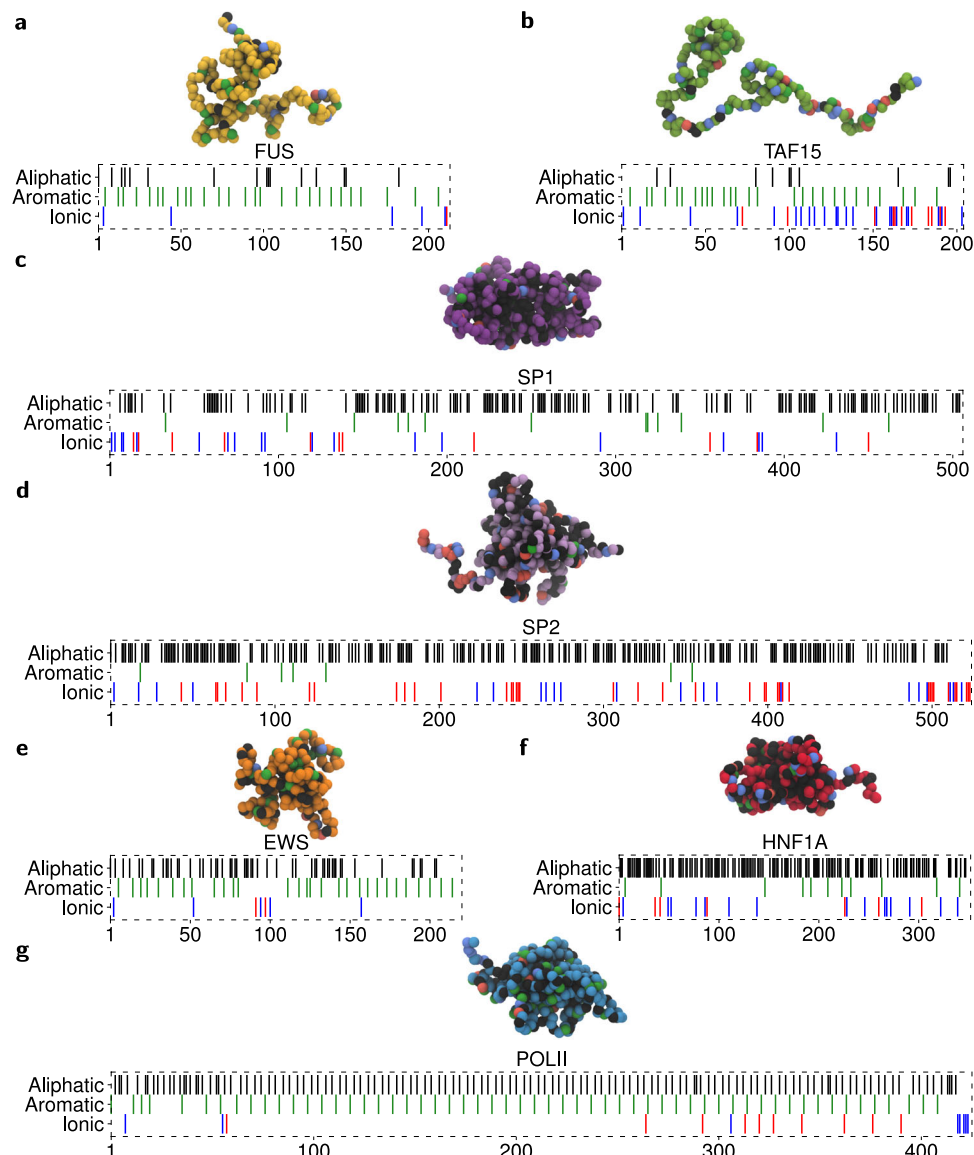 a
FUS
Aliphatic
Aromatic
Ionic
1 50 100 150 200
b
TAF15
Aliphatic
Aromatic
Ionic
1 50 100 150 200
c
SP1
Aliphatic
Aromatic
Ionic
1 100 200 300 400 500
d
SP2
Aliphatic
Aromatic
Ionic
1 100 200 300 400 500
e
EWS
Aliphatic
Aromatic
Ionic
1 50 100 150 200
f
HNF1A
Aliphatic
Aromatic
Ionic
1 100 200 300
g
POLII
Aliphatic
Aromatic
Ionic
1 100 200 300 400